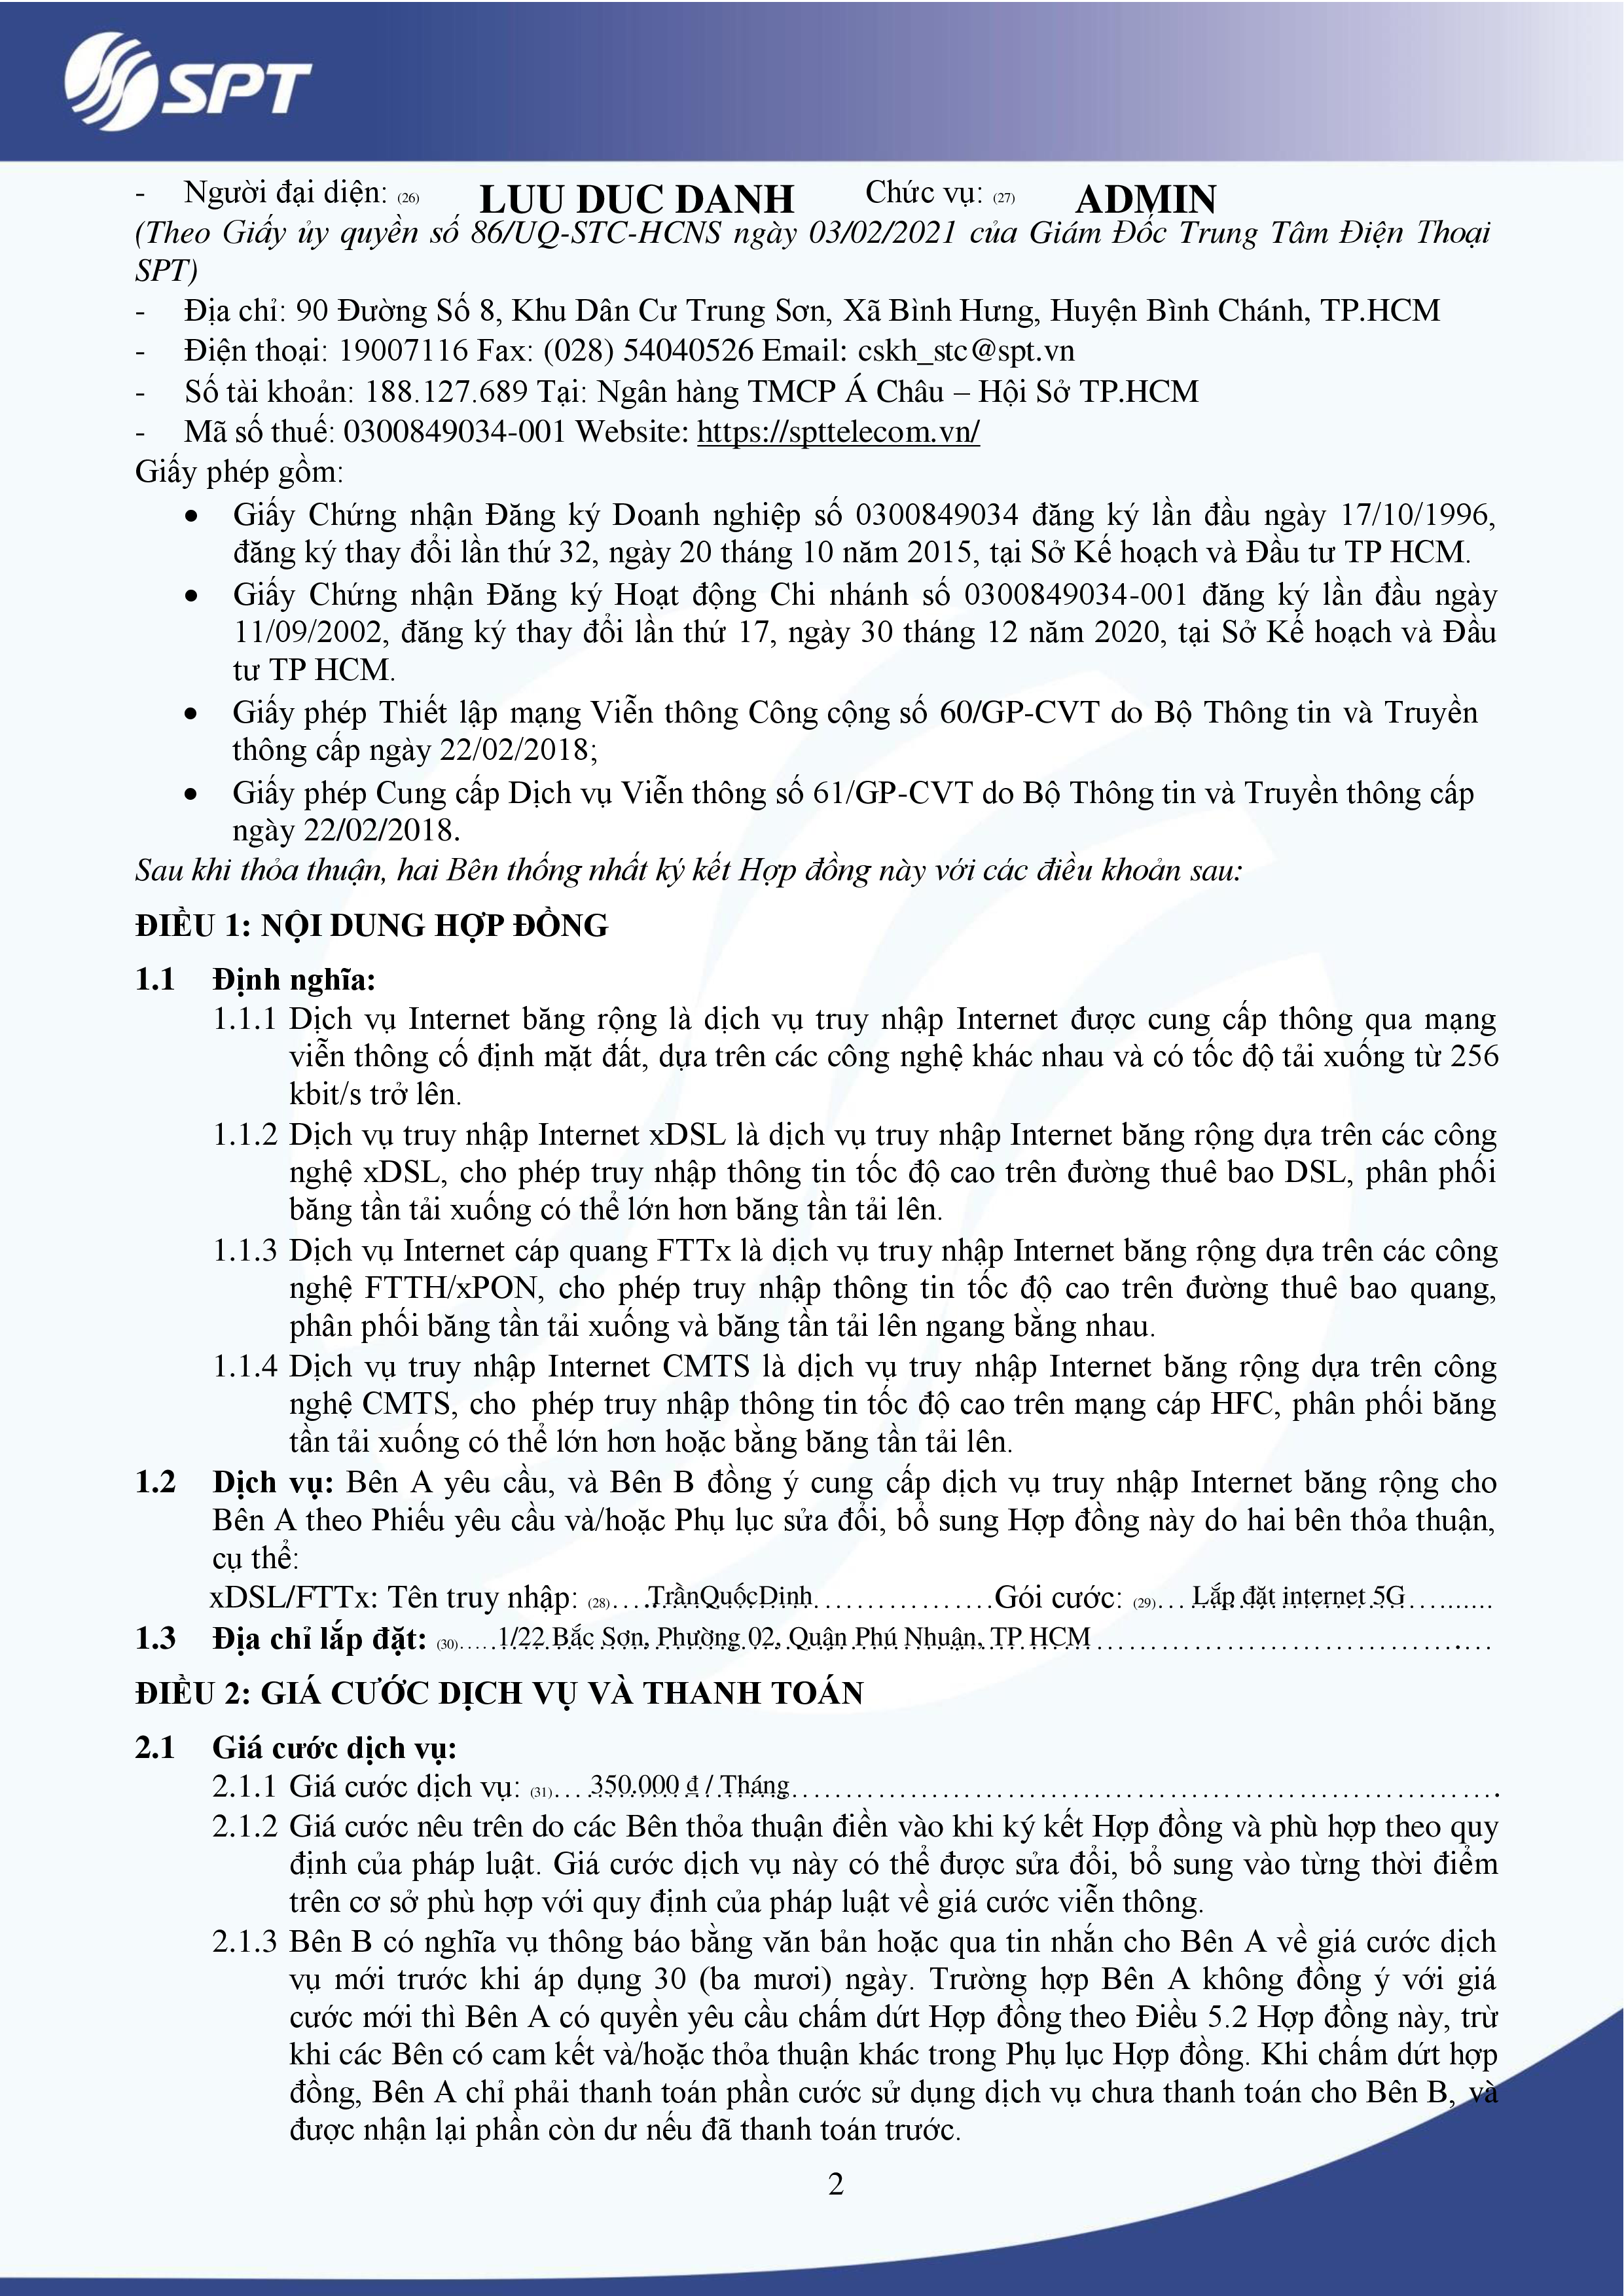 SPT
- Người đại diện: (26) LUU DUC DANH Chức vụ: (27) ADMIN
(Theo Giấy ủy quyền số 86/UQ-STC-HCNS ngày 03/02/2021 của Giám Đốc Trung Tâm Điện Thoại
SPT)
- Địa chỉ: 90 Đường Số 8, Khu Dân Cư Trung Sơn, Xã Bình Hưng, Huyện Bình Chánh, TP.HCM
- Điện thoại: 19007116 Fax: (028) 54040526 Email: cskh_stc@spt.vn
- Số tài khoản: 188.127.689 Tại: Ngân hàng TMCP Á Châu – Hội Sở TP.HCM
- Mã số thuế: 0300849034-001 Website: https://spttelecom.vn/
Giấy phép gồm:
• Giấy Chứng nhận Đăng ký Doanh nghiệp số 0300849034 đăng ký lần đầu ngày 17/10/1996,
đăng ký thay đổi lần thứ 32, ngày 20 tháng 10 năm 2015, tại Sở Kế hoạch và Đầu tư TP HCM.
• Giấy Chứng nhận Đăng ký Hoạt động Chi nhánh số 0300849034-001 đăng ký lần đầu ngày
11/09/2002, đăng ký thay đổi lần thứ 17, ngày 30 tháng 12 năm 2020, tại Sở Kế hoạch và Đầu
tư TP HCM.
• Giấy phép Thiết lập mạng Viễn thông Công cộng số 60/GP-CVT do Bộ Thông tin và Truyền
thông cấp ngày 22/02/2018;
• Giấy phép Cung cấp Dịch vụ Viễn thông số 61/GP-CVT do Bộ Thông tin và Truyền thông cấp
ngày 22/02/2018.
Sau khi thỏa thuận, hai Bên thống nhất ký kết Hợp đồng này với các điều khoản sau:
ĐIỀU 1: NỘI DUNG HỢP ĐỒNG
1.1 Định nghĩa:
1.1.1 Dịch vụ Internet băng rộng là dịch vụ truy nhập Internet được cung cấp thông qua mạng
viễn thông cố định mặt đất, dựa trên các công nghệ khác nhau và có tốc độ tải xuống từ 256
kbit/s trở lên.
1.1.2 Dịch vụ truy nhập Internet xDSL là dịch vụ truy nhập Internet băng rộng dựa trên các công
nghệ xDSL, cho phép truy nhập thông tin tốc độ cao trên đường thuê bao DSL, phân phối
băng tần tải xuống có thể lớn hơn băng tần tải lên.
1.1.3 Dịch vụ Internet cáp quang FTTx là dịch vụ truy nhập Internet băng rộng dựa trên các công
nghệ FTTH/xPON, cho phép truy nhập thông tin tốc độ cao trên đường thuê bao quang,
phân phối băng tần tải xuống và băng tần tải lên ngang bằng nhau.
1.1.4 Dịch vụ truy nhập Internet CMTS là dịch vụ truy nhập Internet băng rộng dựa trên công
nghệ CMTS, cho phép truy nhập thông tin tốc độ cao trên mạng cáp HFC, phân phối băng
tần tải xuống có thể lớn hơn hoặc bằng băng tần tải lên.
1.2 Dịch vụ: Bên A yêu cầu, và Bên B đồng ý cung cấp dịch vụ truy nhập Internet băng rộng cho
Bên A theo Phiếu yêu cầu và/hoặc Phụ lục sửa đổi, bổ sung Hợp đồng này do hai bên thỏa thuận,
cụ thể:
xDSL/FTTx: Tên truy nhập: (28)....TrầnQuốcDinh................Gói cước: (29)... Lắp đặt internet 5G.........
1.3 Địa chỉ lắp đặt: (30)..... 1/22 Bắc Sơn, Phường 02, Quận Phú Nhuận, TP HCM........................................
ĐIỀU 2: GIÁ CƯỚC DỊCH VỤ VÀ THANH TOÁN
2.1 Giá cước dịch vụ:
2.1.1 Giá cước dịch vụ: (31)....350.000 ₫ / Tháng......................................................................
2.1.2 Giá cước nêu trên do các Bên thỏa thuận điền vào khi ký kết Hợp đồng và phù hợp theo quy
định của pháp luật. Giá cước dịch vụ này có thể được sửa đổi, bổ sung vào từng thời điểm
trên cơ sở phù hợp với quy định của pháp luật về giá cước viễn thông.
2.1.3 Bên B có nghĩa vụ thông báo bằng văn bản hoặc qua tin nhắn cho Bên A về giá cước dịch
vụ mới trước khi áp dụng 30 (ba mươi) ngày. Trường hợp Bên A không đồng ý với giá
cước mới thì Bên A có quyền yêu cầu chấm dứt Hợp đồng theo Điều 5.2 Hợp đồng này, trừ
khi các Bên có cam kết và/hoặc thỏa thuận khác trong Phụ lục Hợp đồng. Khi chấm dứt hợp
đồng, Bên A chỉ phải thanh toán phần cước sử dụng dịch vụ chưa thanh toán cho Bên B, và
được nhận lại phần còn dư nếu đã thanh toán trước.
2